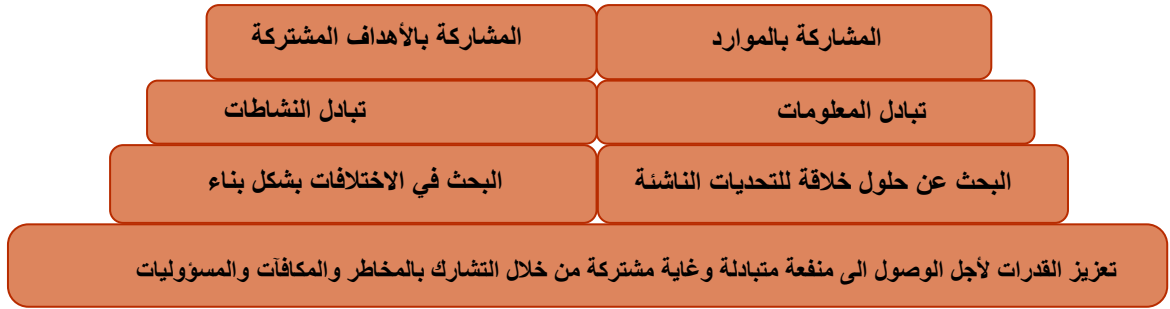 المشاركة بالموارد
المشاركة بالأهداف المشتركة
تبادل المعلومات
تبادل النشاطات
البحث عن حلول خلاقة للتحديات الناشئة
البحث في الاختلافات بشكل بناء
تعزيز القدرات لأجل الوصول الى منفعة متبادلة وغاية مشتركة من خلال التشارك بالمخاطر والمكافآت والمسؤوليات